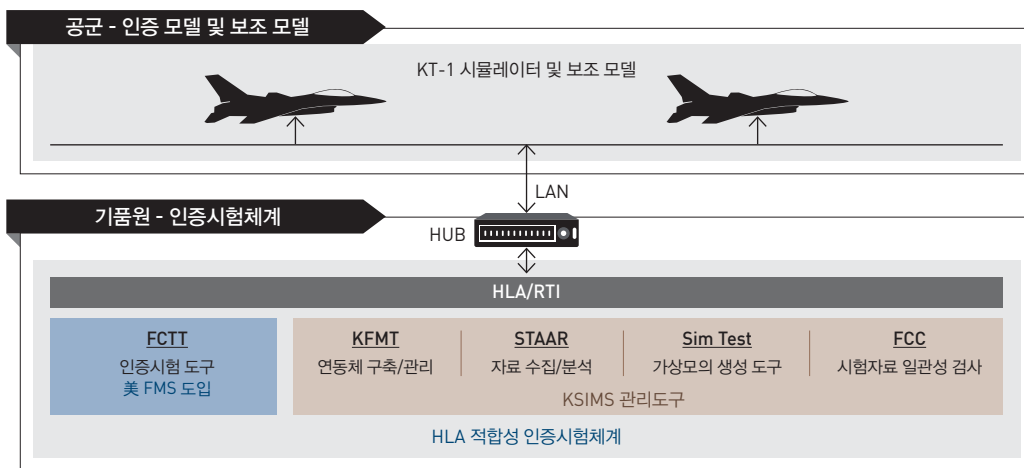 공군 - 인증 모델 및 보조 모델
KT-1 시뮬레이터 및 보조 모델
LAN
기품원 - 인증시험체계
HUB
HLA/RTI
FCTT
인증시험 도구
美 FMS 도입
KFMT
연동체 구축/관리
STAAR
자료 수집/분석
Sim Test
가상모의 생성 도구
FCC
시험자료 일관성 검사
KSIMS 관리도구
HLA 적합성 인증시험체계